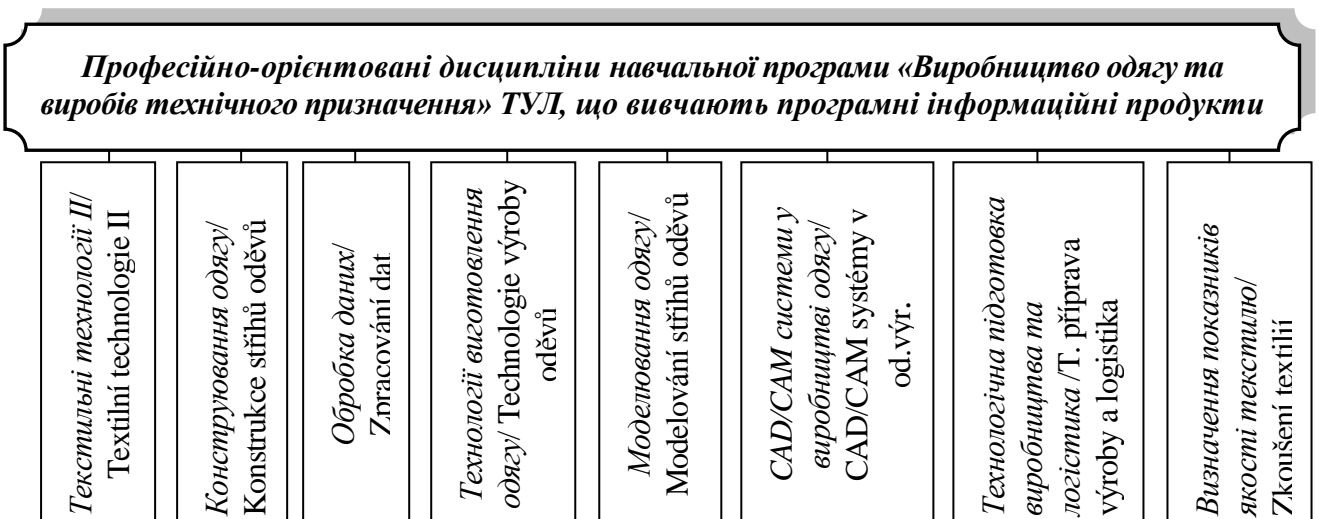 Професійно-орієнтовані дисципліни навчальної програми «Виробництво одягу та
виробів технічного призначення» ТУЛ, що вивчають програмні інформаційні продукти
Текстильні технології II/
Textilní technologie II
Конструювання одягу/
Konstrukce střihů oděvů
Обробка даних/
Zpracování dat
Технології виготовлення
одягу/ Technologie výroby
oděvů
Моделювання одягу/
Modelování střihů oděvů
CAD/CAM системи у
виробництві одягу/
CAD/CAM systémy v
od.výr.
Технологічна підготовка
виробництва та
логістика /T. příprava
výroby a logistika
Визначення показників
якості текстилю/
Zkoušení textilií